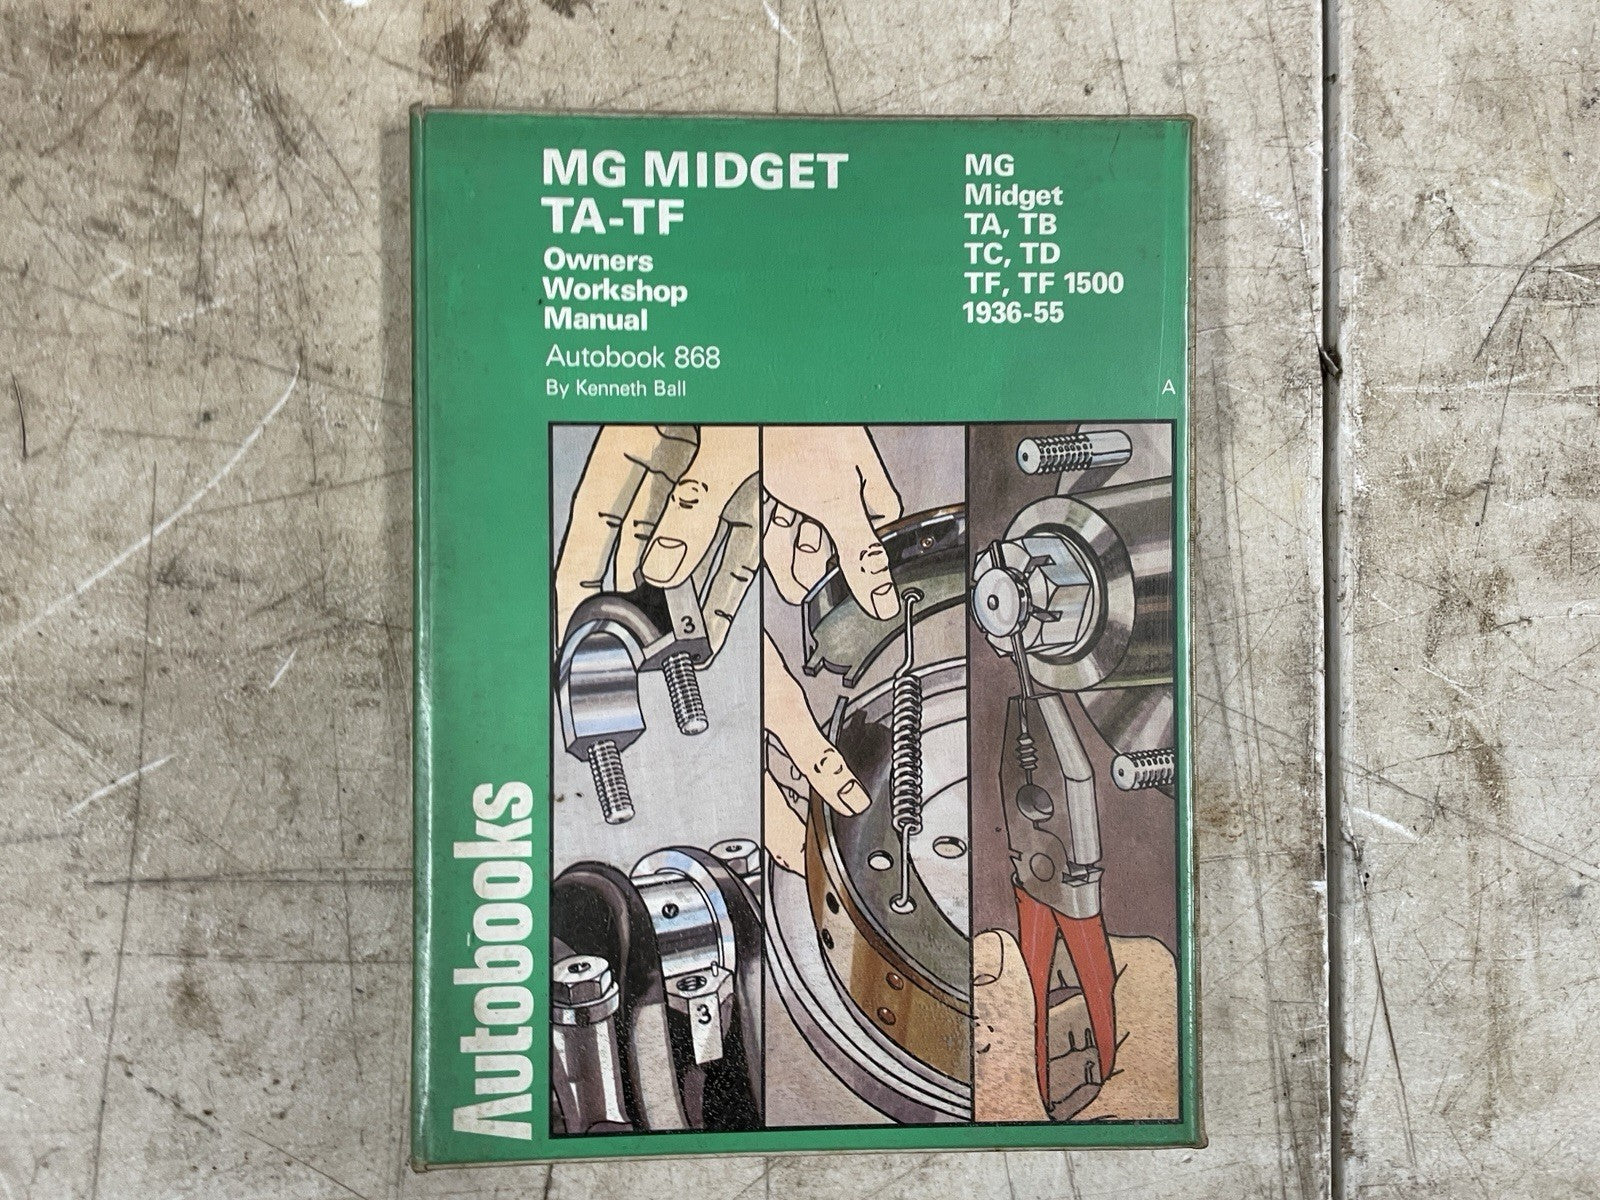 MG MIDGET
TA-TF
Owners
Workshop
Manual
Autobook 868
By Kenneth Ball
MG
Midget
TA, TB
TC, TD
TF, TF 1500
1936-55
A
3
3
Autobooks